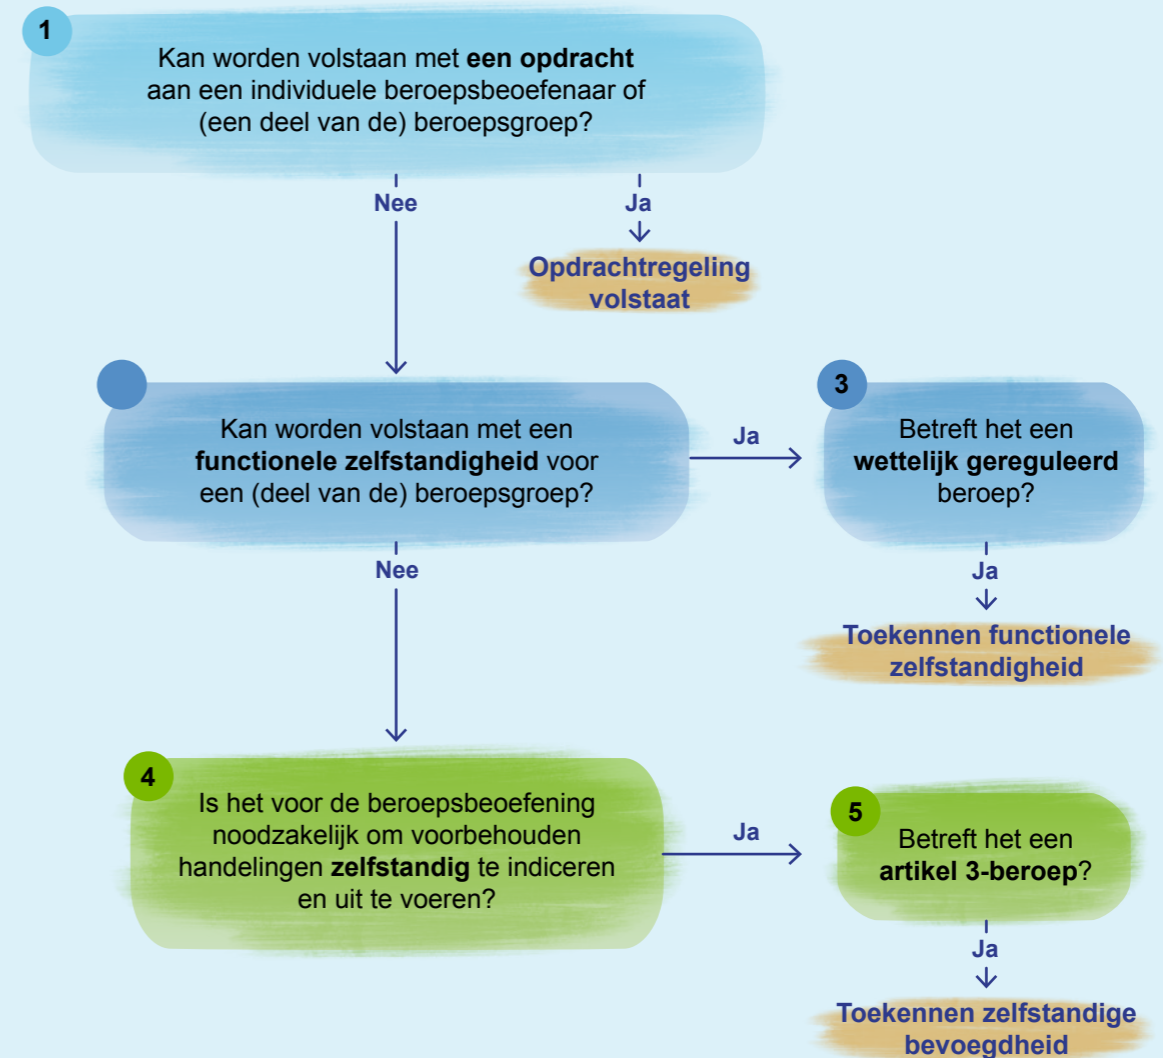 1
Kan worden volstaan met een opdracht
aan een individuele beroepsbeoefenaar of
(een deel van de) beroepsgroep?
Nee
Ja
Opdrachtregeling
volstaat
Kan worden volstaan met een
functionele zelfstandigheid voor
een (deel van de) beroepsgroep?
Ja
3
Betreft het een
wettelijk gereguleerd
beroep?
Nee
Ja
Toekennen functionele
zelfstandigheid
4
Is het voor de beroepsbeoefening
noodzakelijk om voorbehouden
handelingen zelfstandig te indiceren
en uit te voeren?
Ja
5
Betreft het een
artikel 3-beroep?
Ja
Toekennen zelfstandige
bevoegdheid